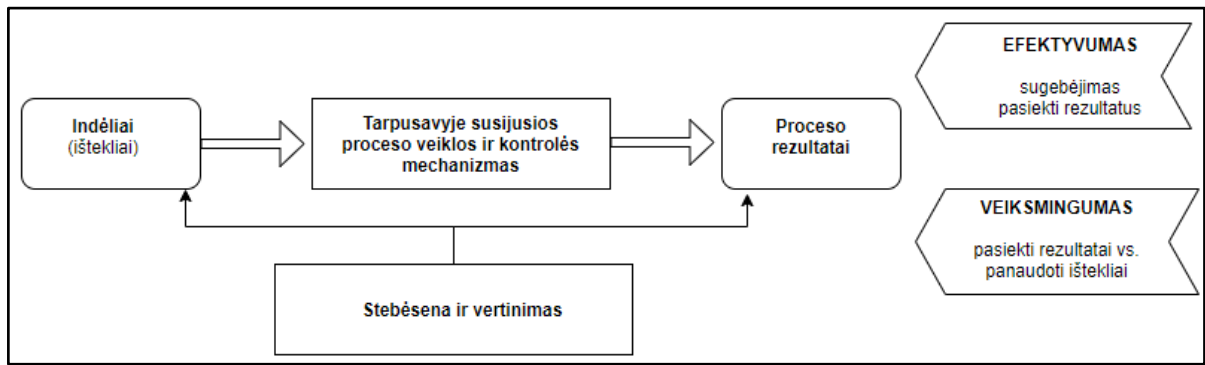 Indėliai
(ištekliai)
Tarpusavyje susijusios
proceso veiklos ir kontrolės
mechanizmas
Proceso
rezultatai
EFEKTYVUMAS
sugebėjimas
pasiekti rezultatus
VEIKSMINGUMAS
pasiekti rezultatai vs.
panaudoti ištekliai
Stebėsena ir vertinimas